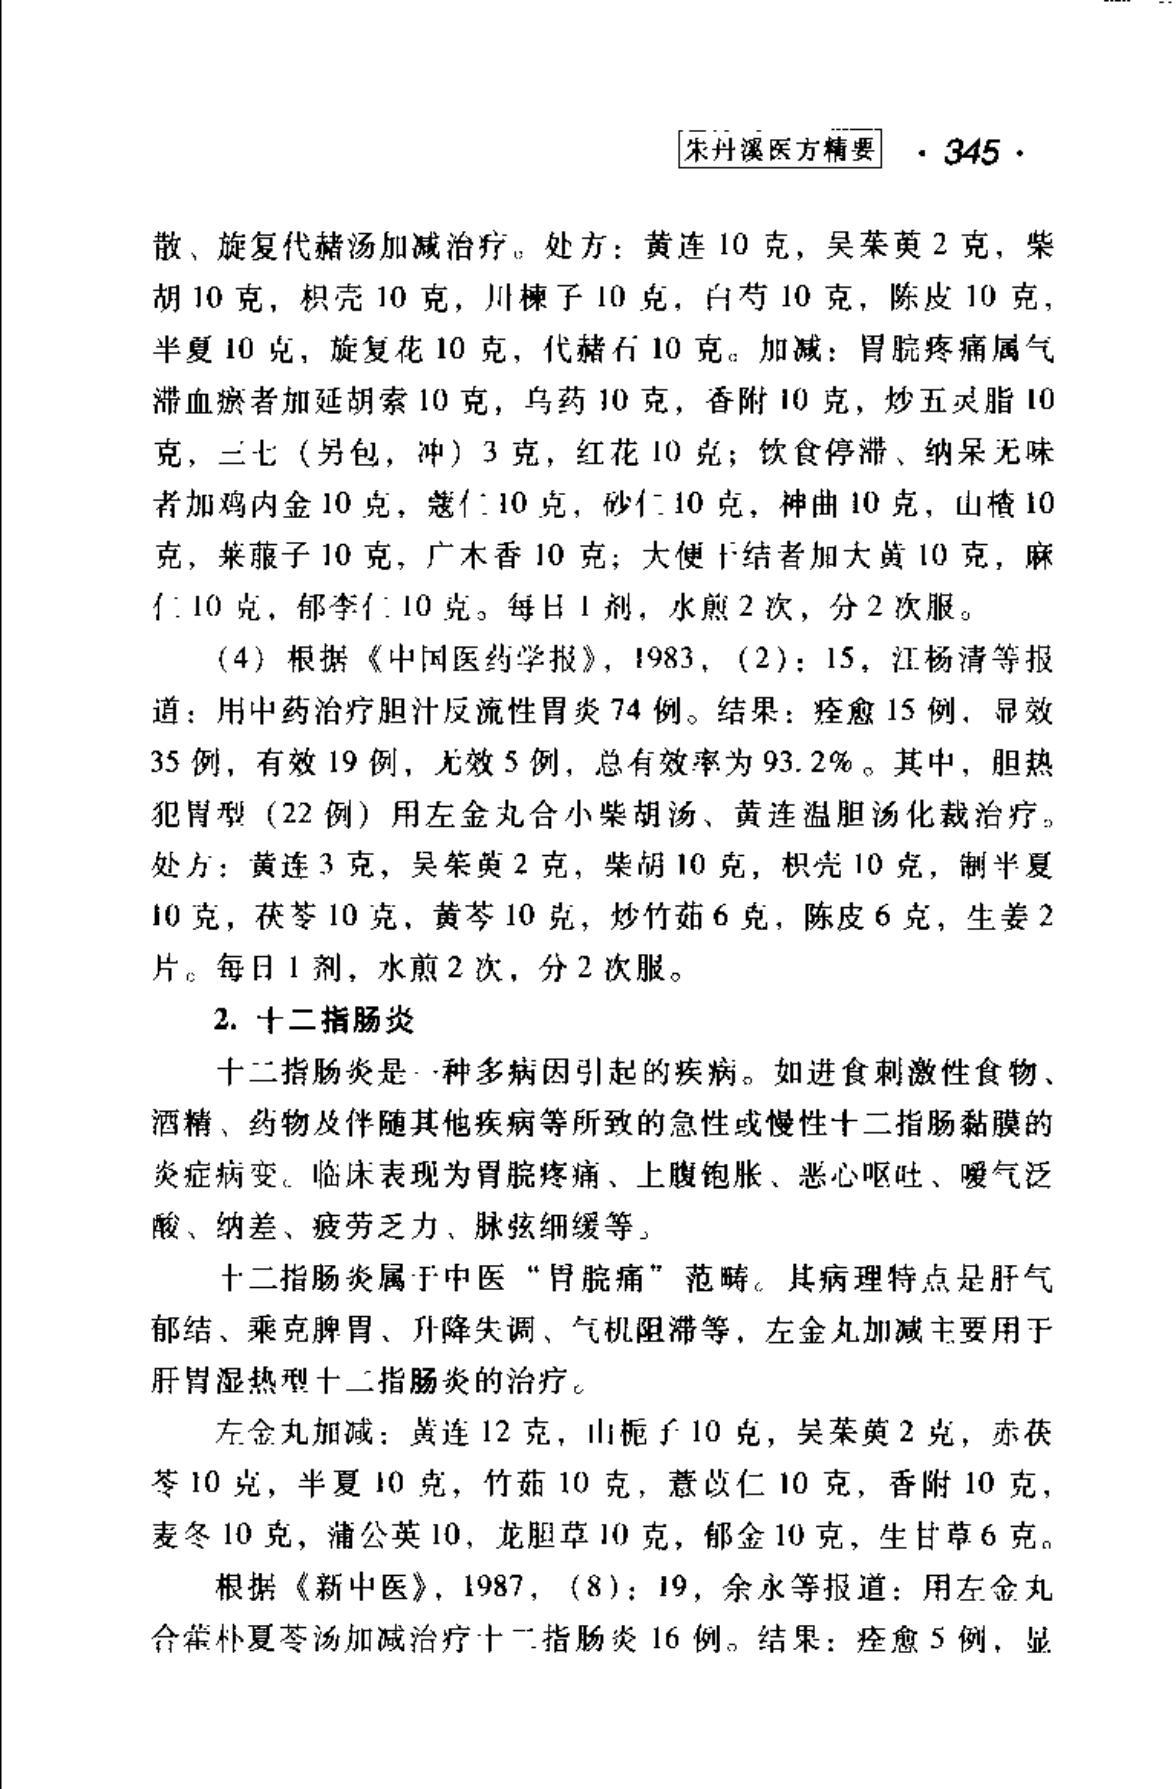 朱丹溪医方精要 · 345 ·
散、旋复代赭汤加减治疗。处方：黄连 10 克，吴茱萸 2 克，柴
胡 10 克，枳壳 10 克，川楝子 10 克，白芍 10 克，陈皮 10 克，
半夏 10 克，旋复花 10 克，代赭石 10 克。加减：胃脘疼痛属气
滞血瘀者加延胡索 10 克，乌药 10 克，香附 10 克，炒五灵脂 10
克，三七（另包，冲）3 克，红花 10 克；饮食停滞、纳呆无味
者加鸡内金 10 克，蔻仁 10 克，砂仁 10 克，神曲 10 克，山楂 10
克，莱菔子 10 克，广木香 10 克；大便干结者加大黄 10 克，麻
仁 10 克，郁李仁 10 克。每日 1 剂，水煎 2 次，分 2 次服。
（4）根据《中国医药学报》，1983，（2）：15，江杨清等报
道：用中药治疗胆汁反流性胃炎 74 例。结果：痊愈 15 例，显效
35 例，有效 19 例，无效 5 例，总有效率为 93.2%。其中，胆热
犯胃型（22 例）用左金丸合小柴胡汤、黄连温胆汤化裁治疗。
处方：黄连 3 克，吴茱萸 2 克，柴胡 10 克，枳壳 10 克，制半夏
10 克，茯苓 10 克，黄芩 10 克，炒竹茹 6 克，陈皮 6 克，生姜 2
片。每日 1 剂，水煎 2 次，分 2 次服。
2. 十二指肠炎
十二指肠炎是一种多病因引起的疾病。如进食刺激性食物、
酒精、药物及伴随其他疾病等所致的急性或慢性十二指肠黏膜的
炎症病变。临床表现为胃脘疼痛、上腹饱胀、恶心呕吐、嗳气泛
酸、纳差、疲劳乏力、脉弦细缓等。
十二指肠炎属于中医“胃脘痛”范畴。其病理特点是肝气
郁结、乘克脾胃、升降失调、气机阻滞等，左金丸加减主要用于
肝胃湿热型十二指肠炎的治疗。
左金丸加减：黄连 12 克，山栀子 10 克，吴茱萸 2 克，赤茯
苓 10 克，半夏 10 克，竹茹 10 克，薏苡仁 10 克，香附 10 克，
麦冬 10 克，蒲公英 10，龙胆草 10 克，郁金 10 克，生甘草 6 克。
根据《新中医》，1987，（8）：19，余永等报道：用左金丸
合藿朴夏苓汤加减治疗十二指肠炎 16 例。结果：痊愈 5 例，显